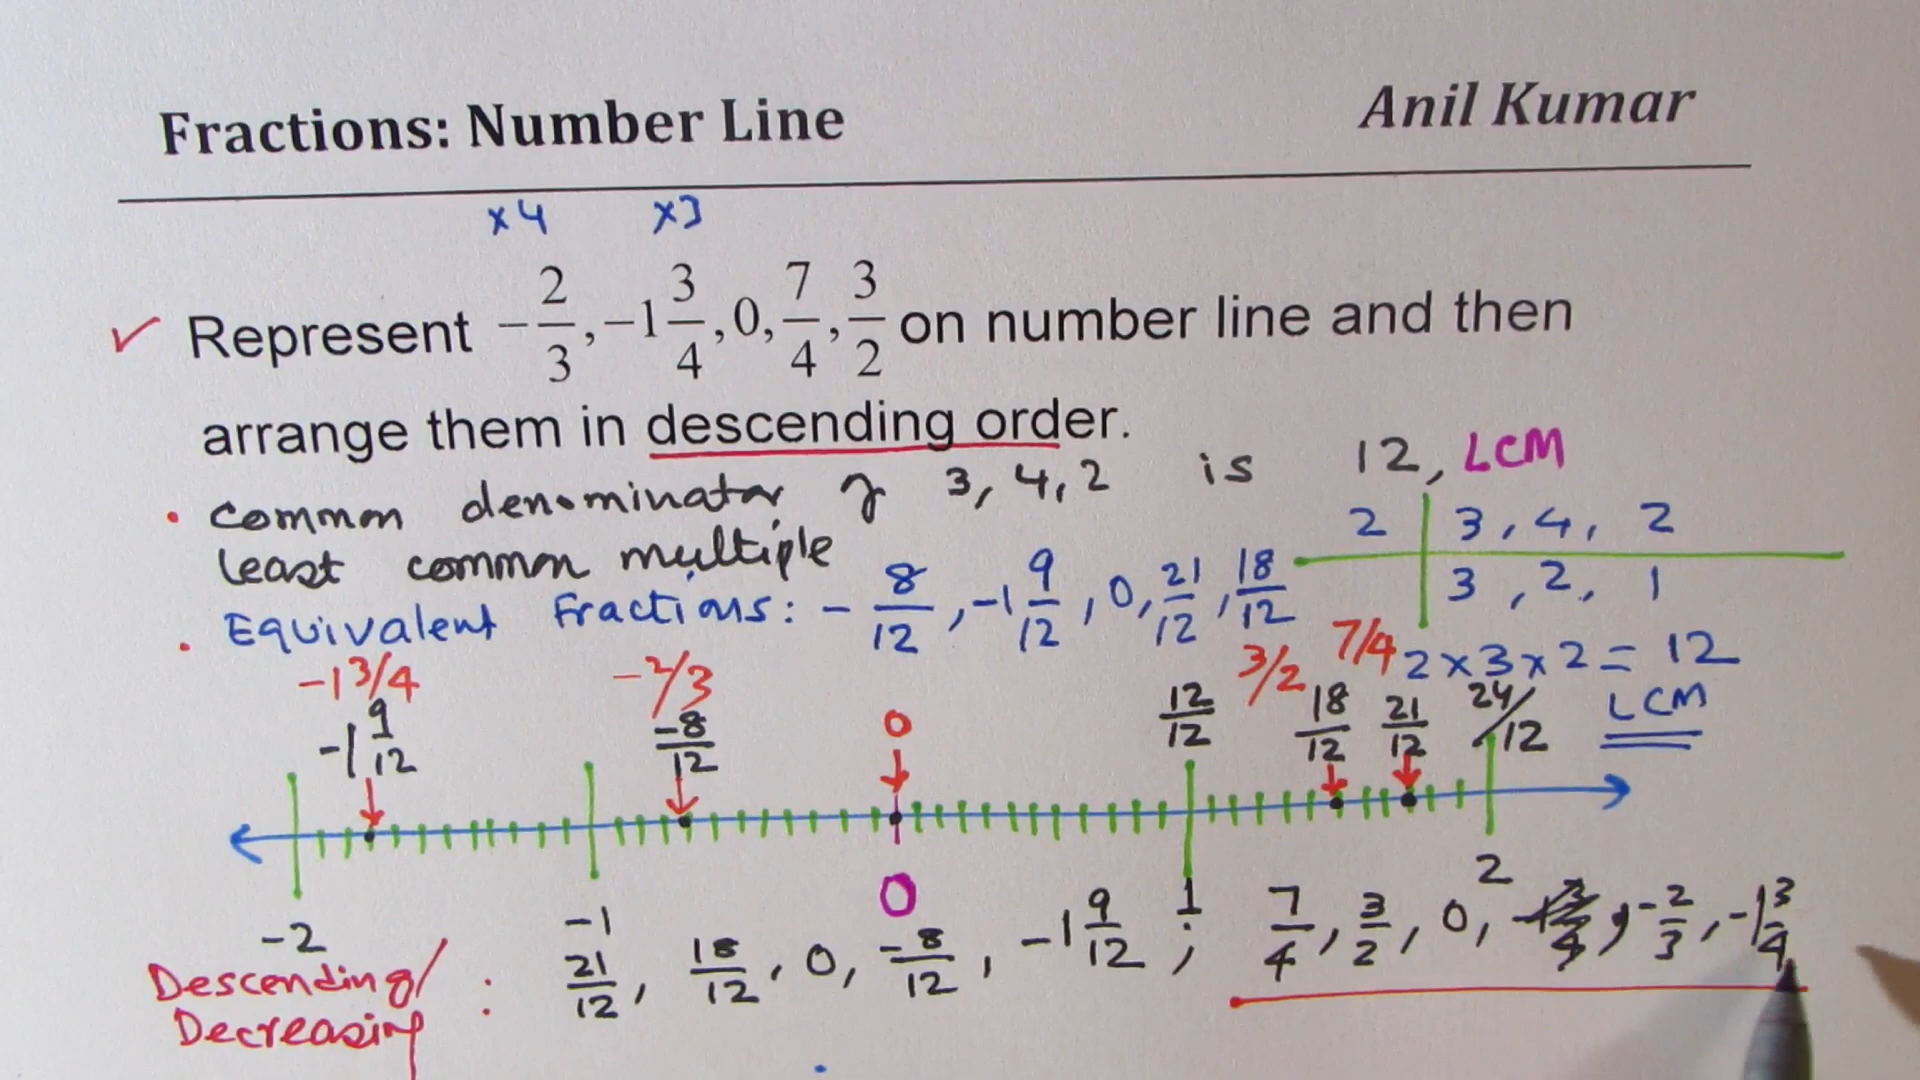 Fractions: Number Line
Anil Kumar
×4 ×3
Represent -2/3, -1 3/4, 0, 7/4, 3/2 on number line and then
arrange them in descending order.
• Common denominator of 3, 4, 2 is 12, LCM
least common multiple
2 | 3, 4, 2
3, 2, 1
• Equivalent Fractions: -8/12, -1 9/12, 0, 21/12, 18/12
2×3×2 = 12
LCM
-1 3/4 -2/3 0 3/2 7/4
-1 9/12 -8/12 12/12 18/12 21/12 24/12
-2 -1 0 1 2
Descending/
Decreasing : 21/12, 18/12, 0, -8/12, -1 9/12 ; 7/4, 3/2, 0, -2/3, -1 3/4